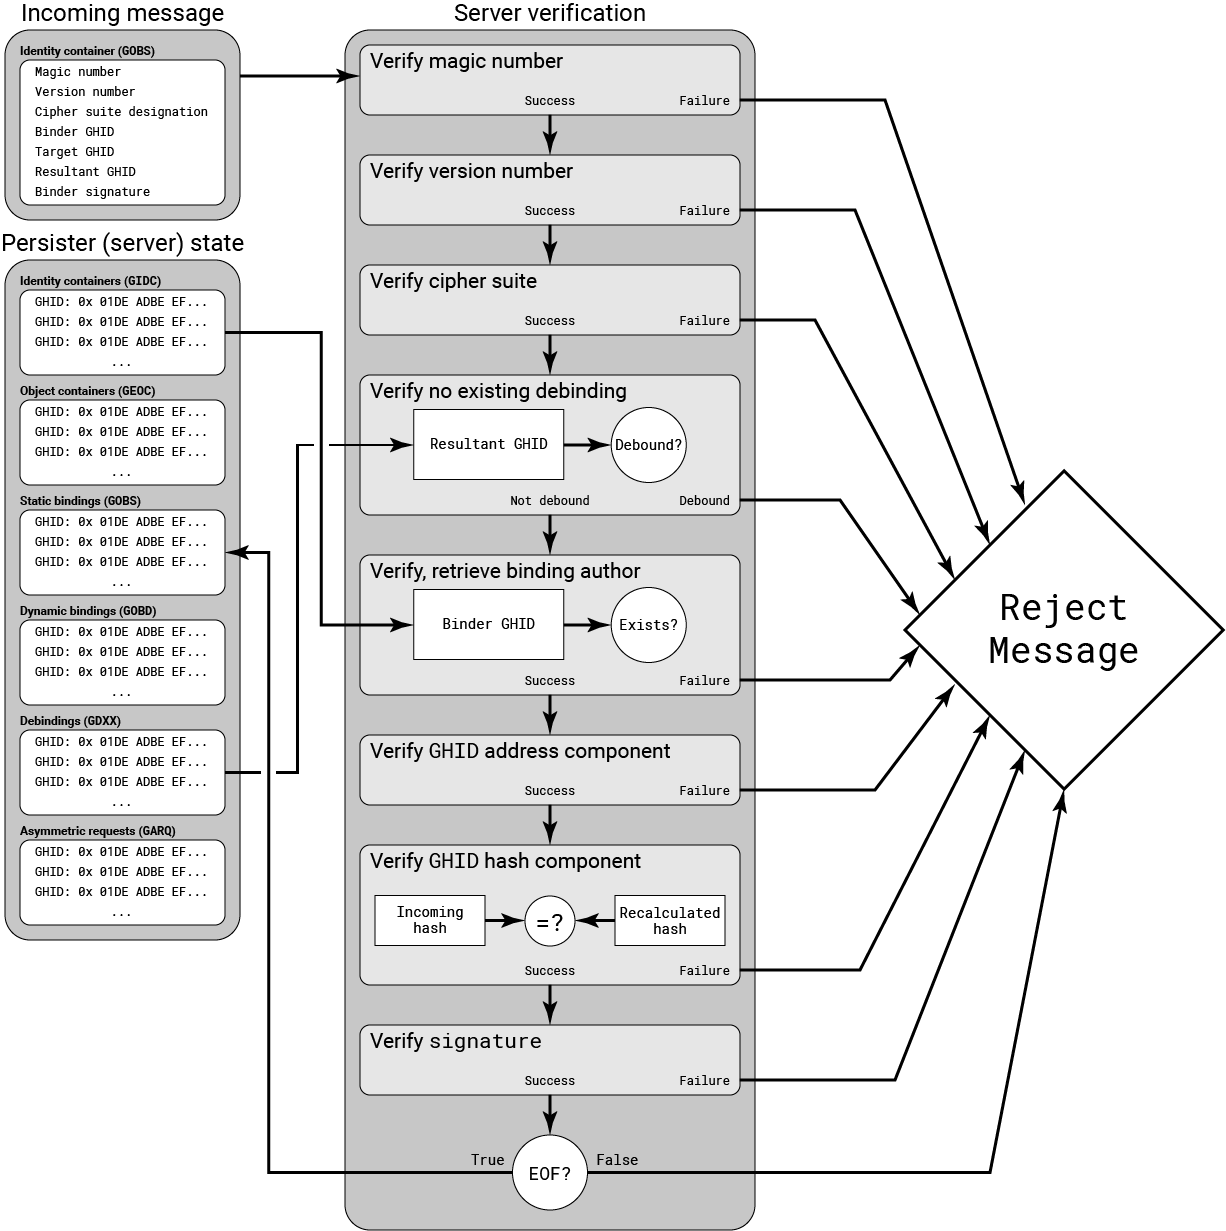 Incoming message
Identity container (GOBS)
Magic number
Version number
Cipher suite designation
Binder GHID
Target GHID
Resultant GHID
Binder signature
Persister (server) state
Identity containers (GIDC)
GHID: 0x 01DE ADBE EF...
GHID: 0x 01DE ADBE EF...
GHID: 0x 01DE ADBE EF...
...
Object containers (GEOC)
GHID: 0x 01DE ADBE EF...
GHID: 0x 01DE ADBE EF...
GHID: 0x 01DE ADBE EF...
...
Static bindings (GOBS)
GHID: 0x 01DE ADBE EF...
GHID: 0x 01DE ADBE EF...
GHID: 0x 01DE ADBE EF...
...
Dynamic bindings (GOBD)
GHID: 0x 01DE ADBE EF...
GHID: 0x 01DE ADBE EF...
GHID: 0x 01DE ADBE EF...
...
Debindings (GDXX)
GHID: 0x 01DE ADBE EF...
GHID: 0x 01DE ADBE EF...
GHID: 0x 01DE ADBE EF...
...
Asymmetric requests (GARQ)
GHID: 0x 01DE ADBE EF...
GHID: 0x 01DE ADBE EF...
GHID: 0x 01DE ADBE EF...
...
Server verification
Verify magic number
Success Failure
Verify version number
Success Failure
Verify cipher suite
Success Failure
Verify no existing debinding
Resultant GHID Debound?
Not debound Debound
Verify, retrieve binding author
Binder GHID Exists?
Success Failure
Verify GHID address component
Success Failure
Verify GHID hash component
Incoming
hash
=?
Recalculated
hash
Success Failure
Verify signature
Success Failure
True EOF? False
Reject
Message